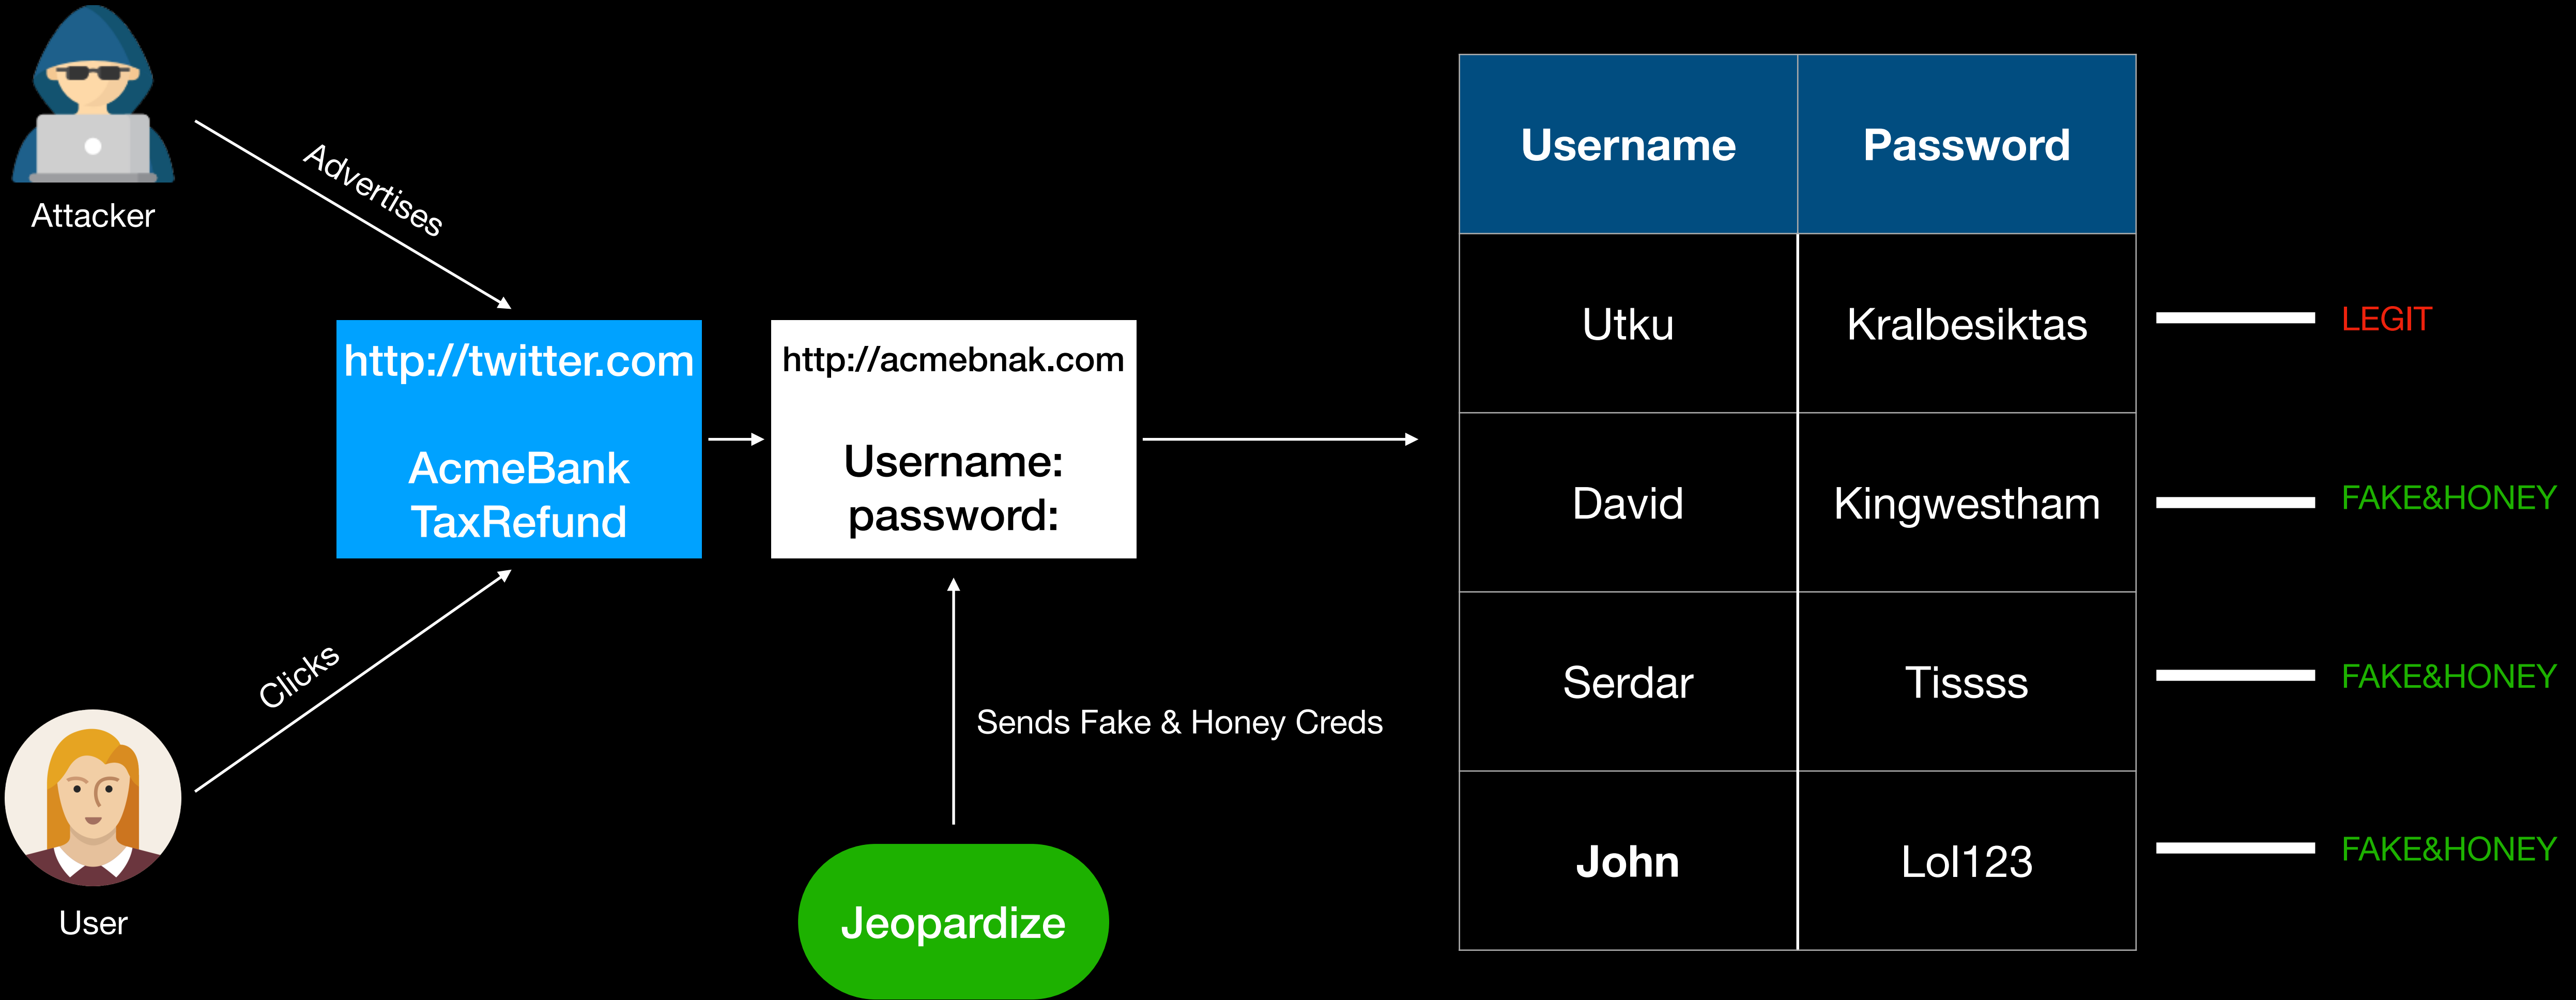 Attacker
Advertises
http://twitter.com
AcmeBank
TaxRefund
Clicks
User
http://acmebnak.com
Username:
password:
Sends Fake & Honey Creds
Jeopardize
Username Password
Utku Kralbesiktas LEGIT
David Kingwestham FAKE&HONEY
Serdar Tissss FAKE&HONEY
John Lol123 FAKE&HONEY